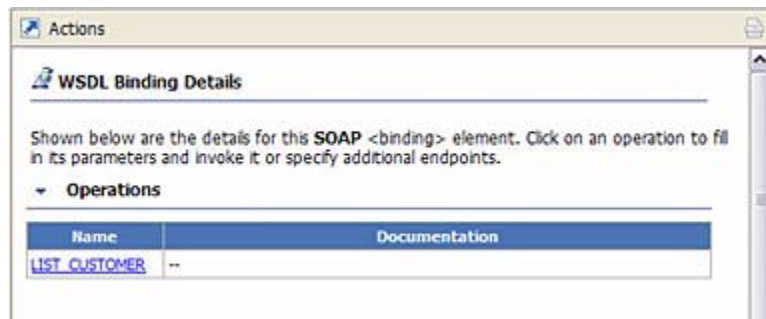 Actions
WSDL Binding Details
Shown below are the details for this SOAP <binding> element. Click on an operation to fill
in its parameters and invoke it or specify additional endpoints.
Operations
Name Documentation
LIST_CUSTOMER --